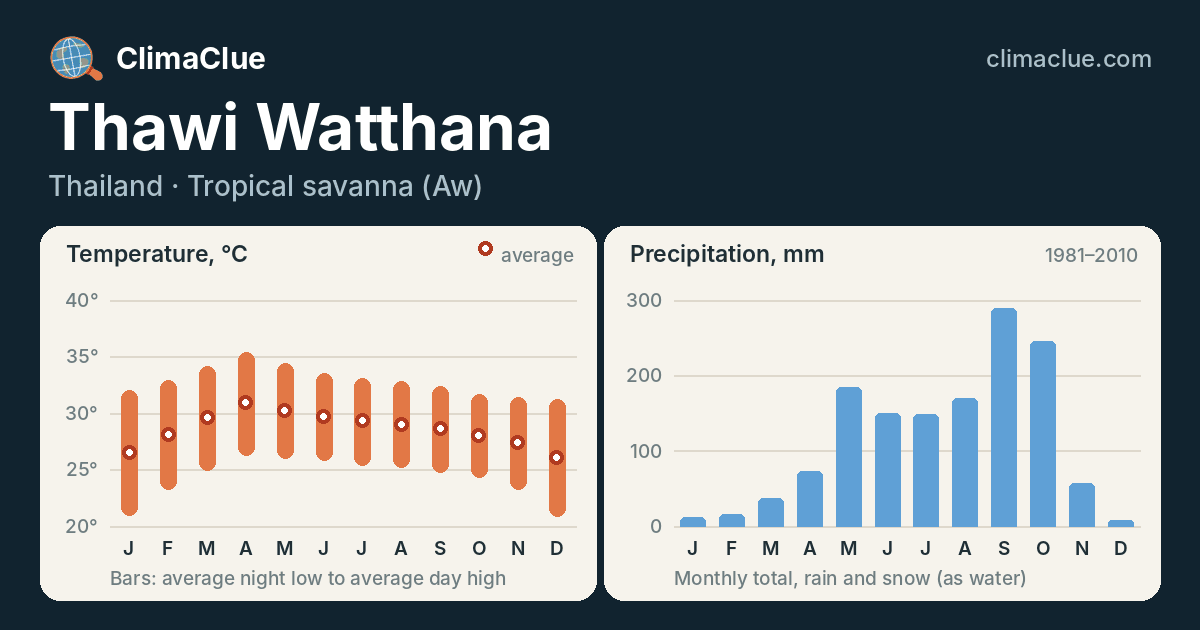 ClimaClue
climaclue.com
Thawi Watthana
Thailand · Tropical savanna (Aw)
Temperature, °C
average
40°
35°
30°
25°
20°
J F M A M J J A S O N D
Bars: average night low to average day high
Precipitation, mm
1981–2010
300
200
100
0
J F M A M J J A S O N D
Monthly total, rain and snow (as water)